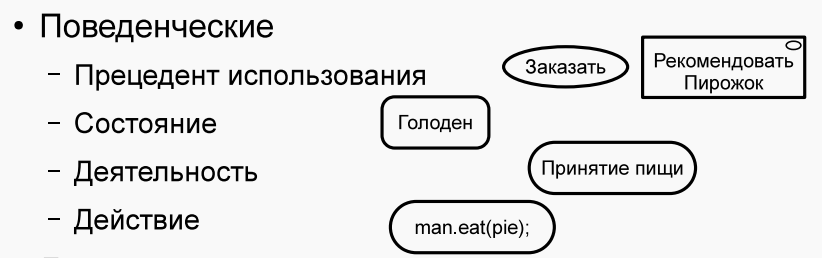 • Поведенческие
– Прецедент использования
Заказать
Рекомендовать
Пирожок
– Состояние
Голоден
– Деятельность
Принятие пищи
– Действие
man.eat(pie);